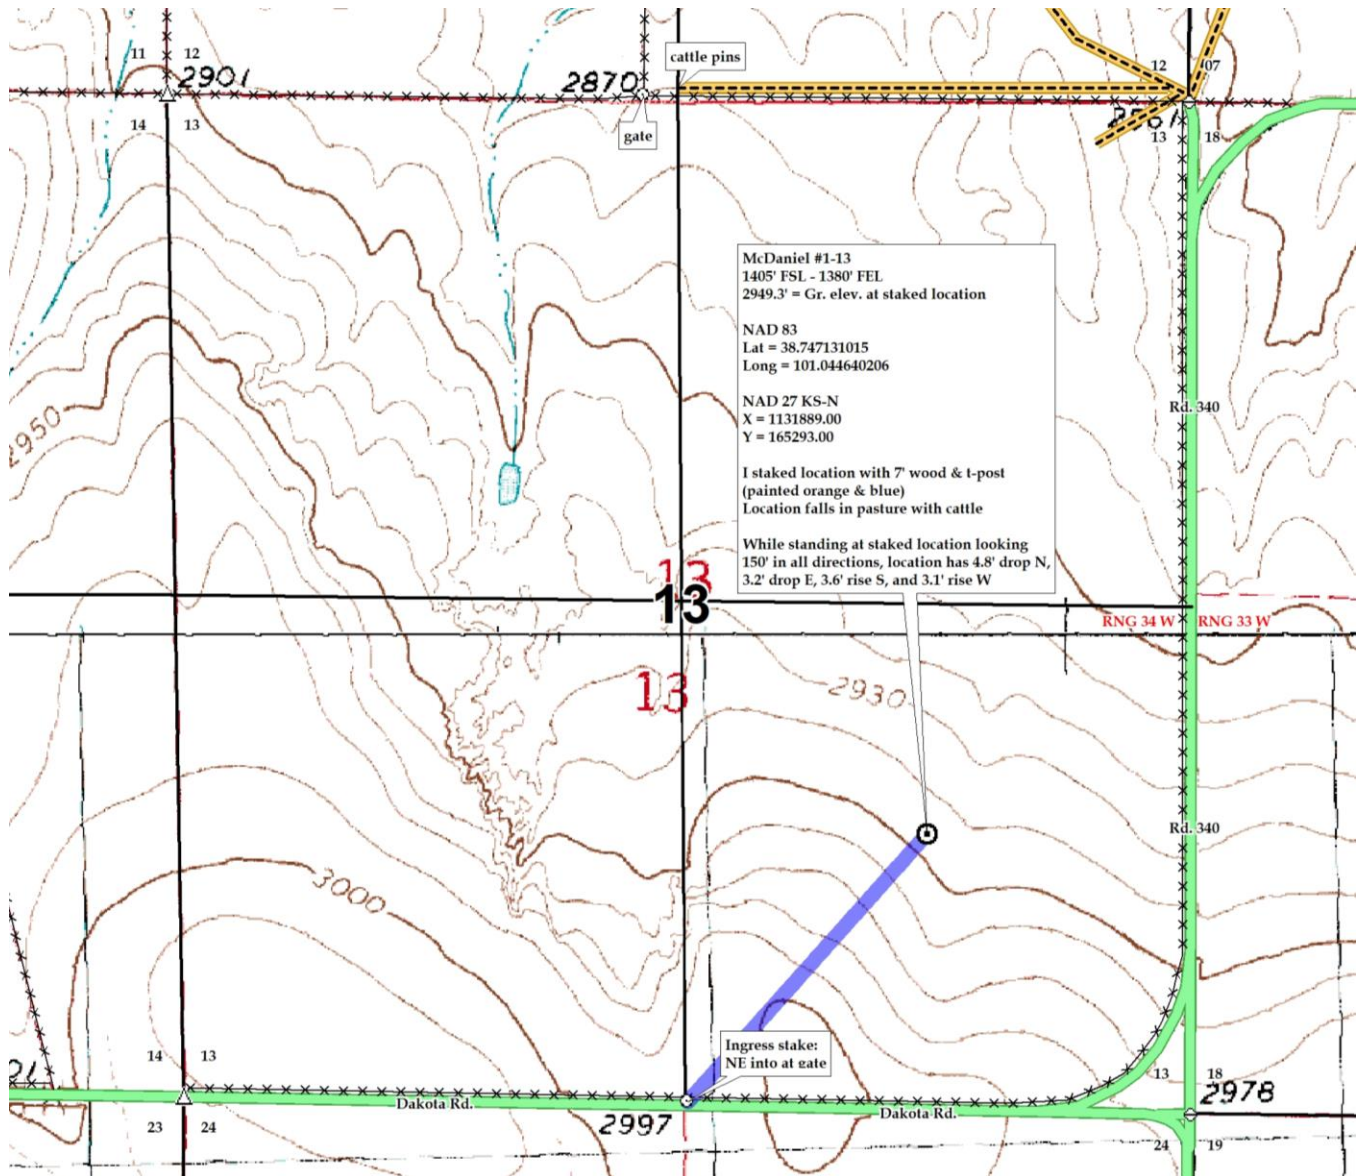 11
12
2901
2870
cattle pins
12
07
14
13
gate
13
18
McDaniel #1-13
1405' FSL - 1380' FEL
2949.3' = Gr. elev. at staked location
NAD 83
Lat = 38.747131015
Long = 101.044640206
NAD 27 KS-N
X = 1131889.00
Y = 165293.00
I staked location with 7' wood & t-post
(painted orange & blue)
Location falls in pasture with cattle
While standing at staked location looking
150' in all directions, location has 4.8' drop N,
3.2' drop E, 3.6' rise S, and 3.1' rise W
Rd. 340
2950
13
13
RNG 34 W
RNG 33 W
13
2930
Rd. 340
3000
Ingress stake:
NE into at gate
14
13
13
18
2978
Dakota Rd.
Dakota Rd.
2997
23
24
24
19